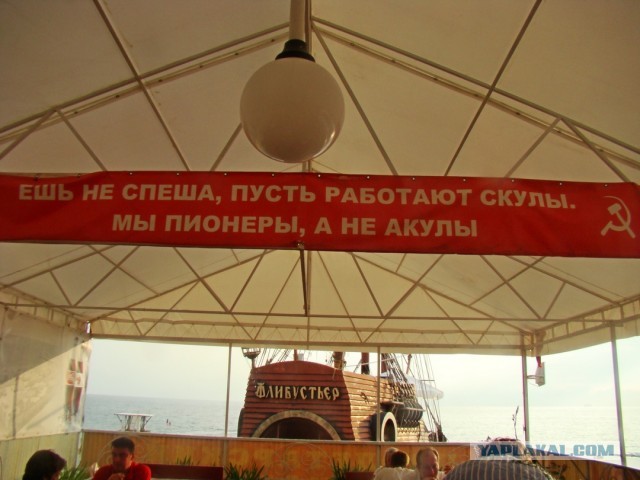 ЕШЬ НЕ СПЕША, ПУСТЬ РАБОТАЮТ СКУЛЫ.
МЫ ПИОНЕРЫ, А НЕ АКУЛЫ
ФЛИБУСТЬЕР
YAPLAKAL.COM